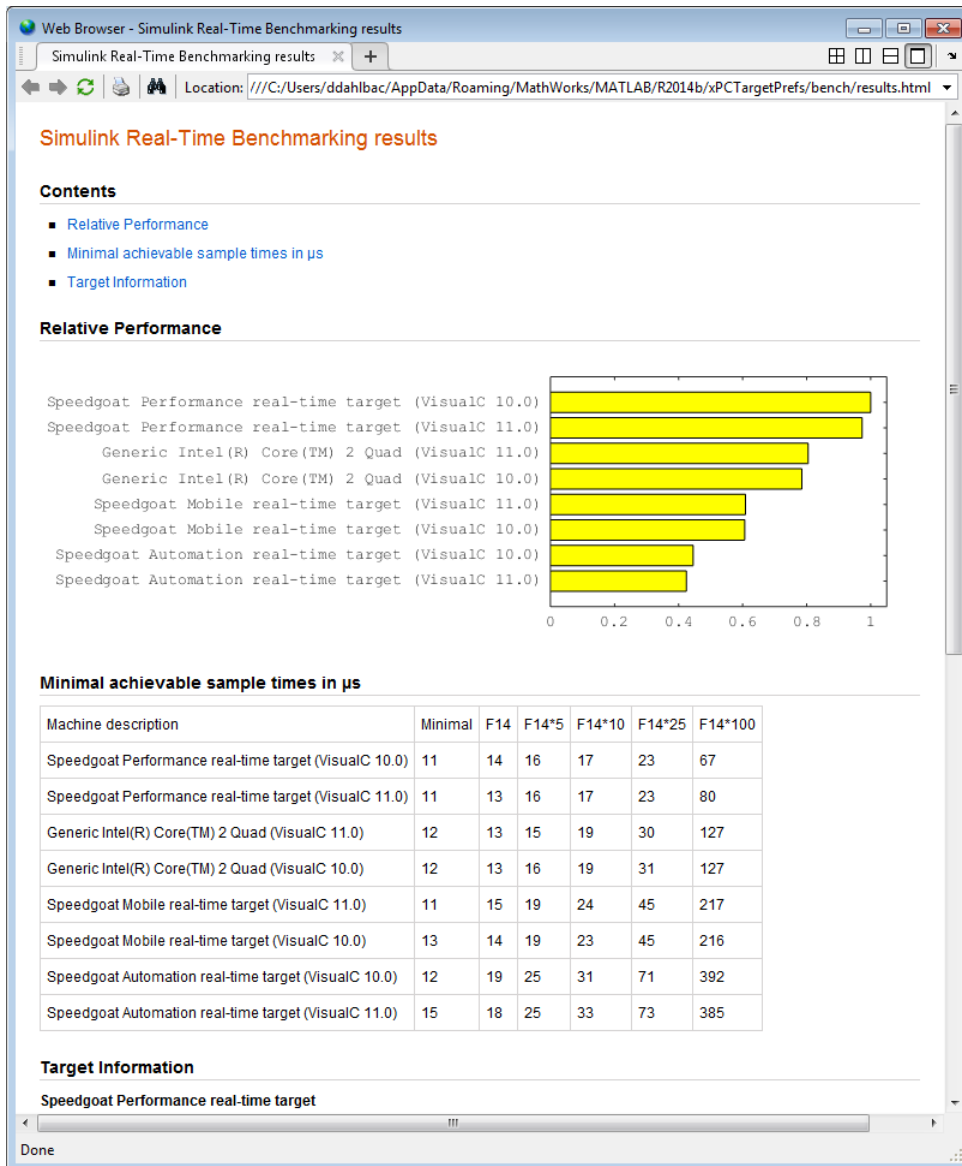 Web Browser - Simulink Real-Time Benchmarking results
Simulink Real-Time Benchmarking results
Location: ///C:/Users/ddahlbac/AppData/Roaming/MathWorks/MATLAB/R2014b/xPCTargetPrefs/bench/results.html
Simulink Real-Time Benchmarking results
Contents
Relative Performance
Minimal achievable sample times in µs
Target Information
Relative Performance
Speedgoat Performance real-time target (VisualC 10.0)
Speedgoat Performance real-time target (VisualC 11.0)
Generic Intel(R) Core(TM) 2 Quad (VisualC 11.0)
Generic Intel(R) Core(TM) 2 Quad (VisualC 10.0)
Speedgoat Mobile real-time target (VisualC 11.0)
Speedgoat Mobile real-time target (VisualC 10.0)
Speedgoat Automation real-time target (VisualC 10.0)
Speedgoat Automation real-time target (VisualC 11.0)
0 0.2 0.4 0.6 0.8 1
Minimal achievable sample times in µs
Machine description Minimal F14 F14*5 F14*10 F14*25 F14*100
Speedgoat Performance real-time target (VisualC 10.0) 11 14 16 17 23 67
Speedgoat Performance real-time target (VisualC 11.0) 11 13 16 17 23 80
Generic Intel(R) Core(TM) 2 Quad (VisualC 11.0) 12 13 15 19 30 127
Generic Intel(R) Core(TM) 2 Quad (VisualC 10.0) 12 13 16 19 31 127
Speedgoat Mobile real-time target (VisualC 11.0) 11 15 19 24 45 217
Speedgoat Mobile real-time target (VisualC 10.0) 13 14 19 23 45 216
Speedgoat Automation real-time target (VisualC 10.0) 12 19 25 31 71 392
Speedgoat Automation real-time target (VisualC 11.0) 15 18 25 33 73 385
Target Information
Speedgoat Performance real-time target
Done